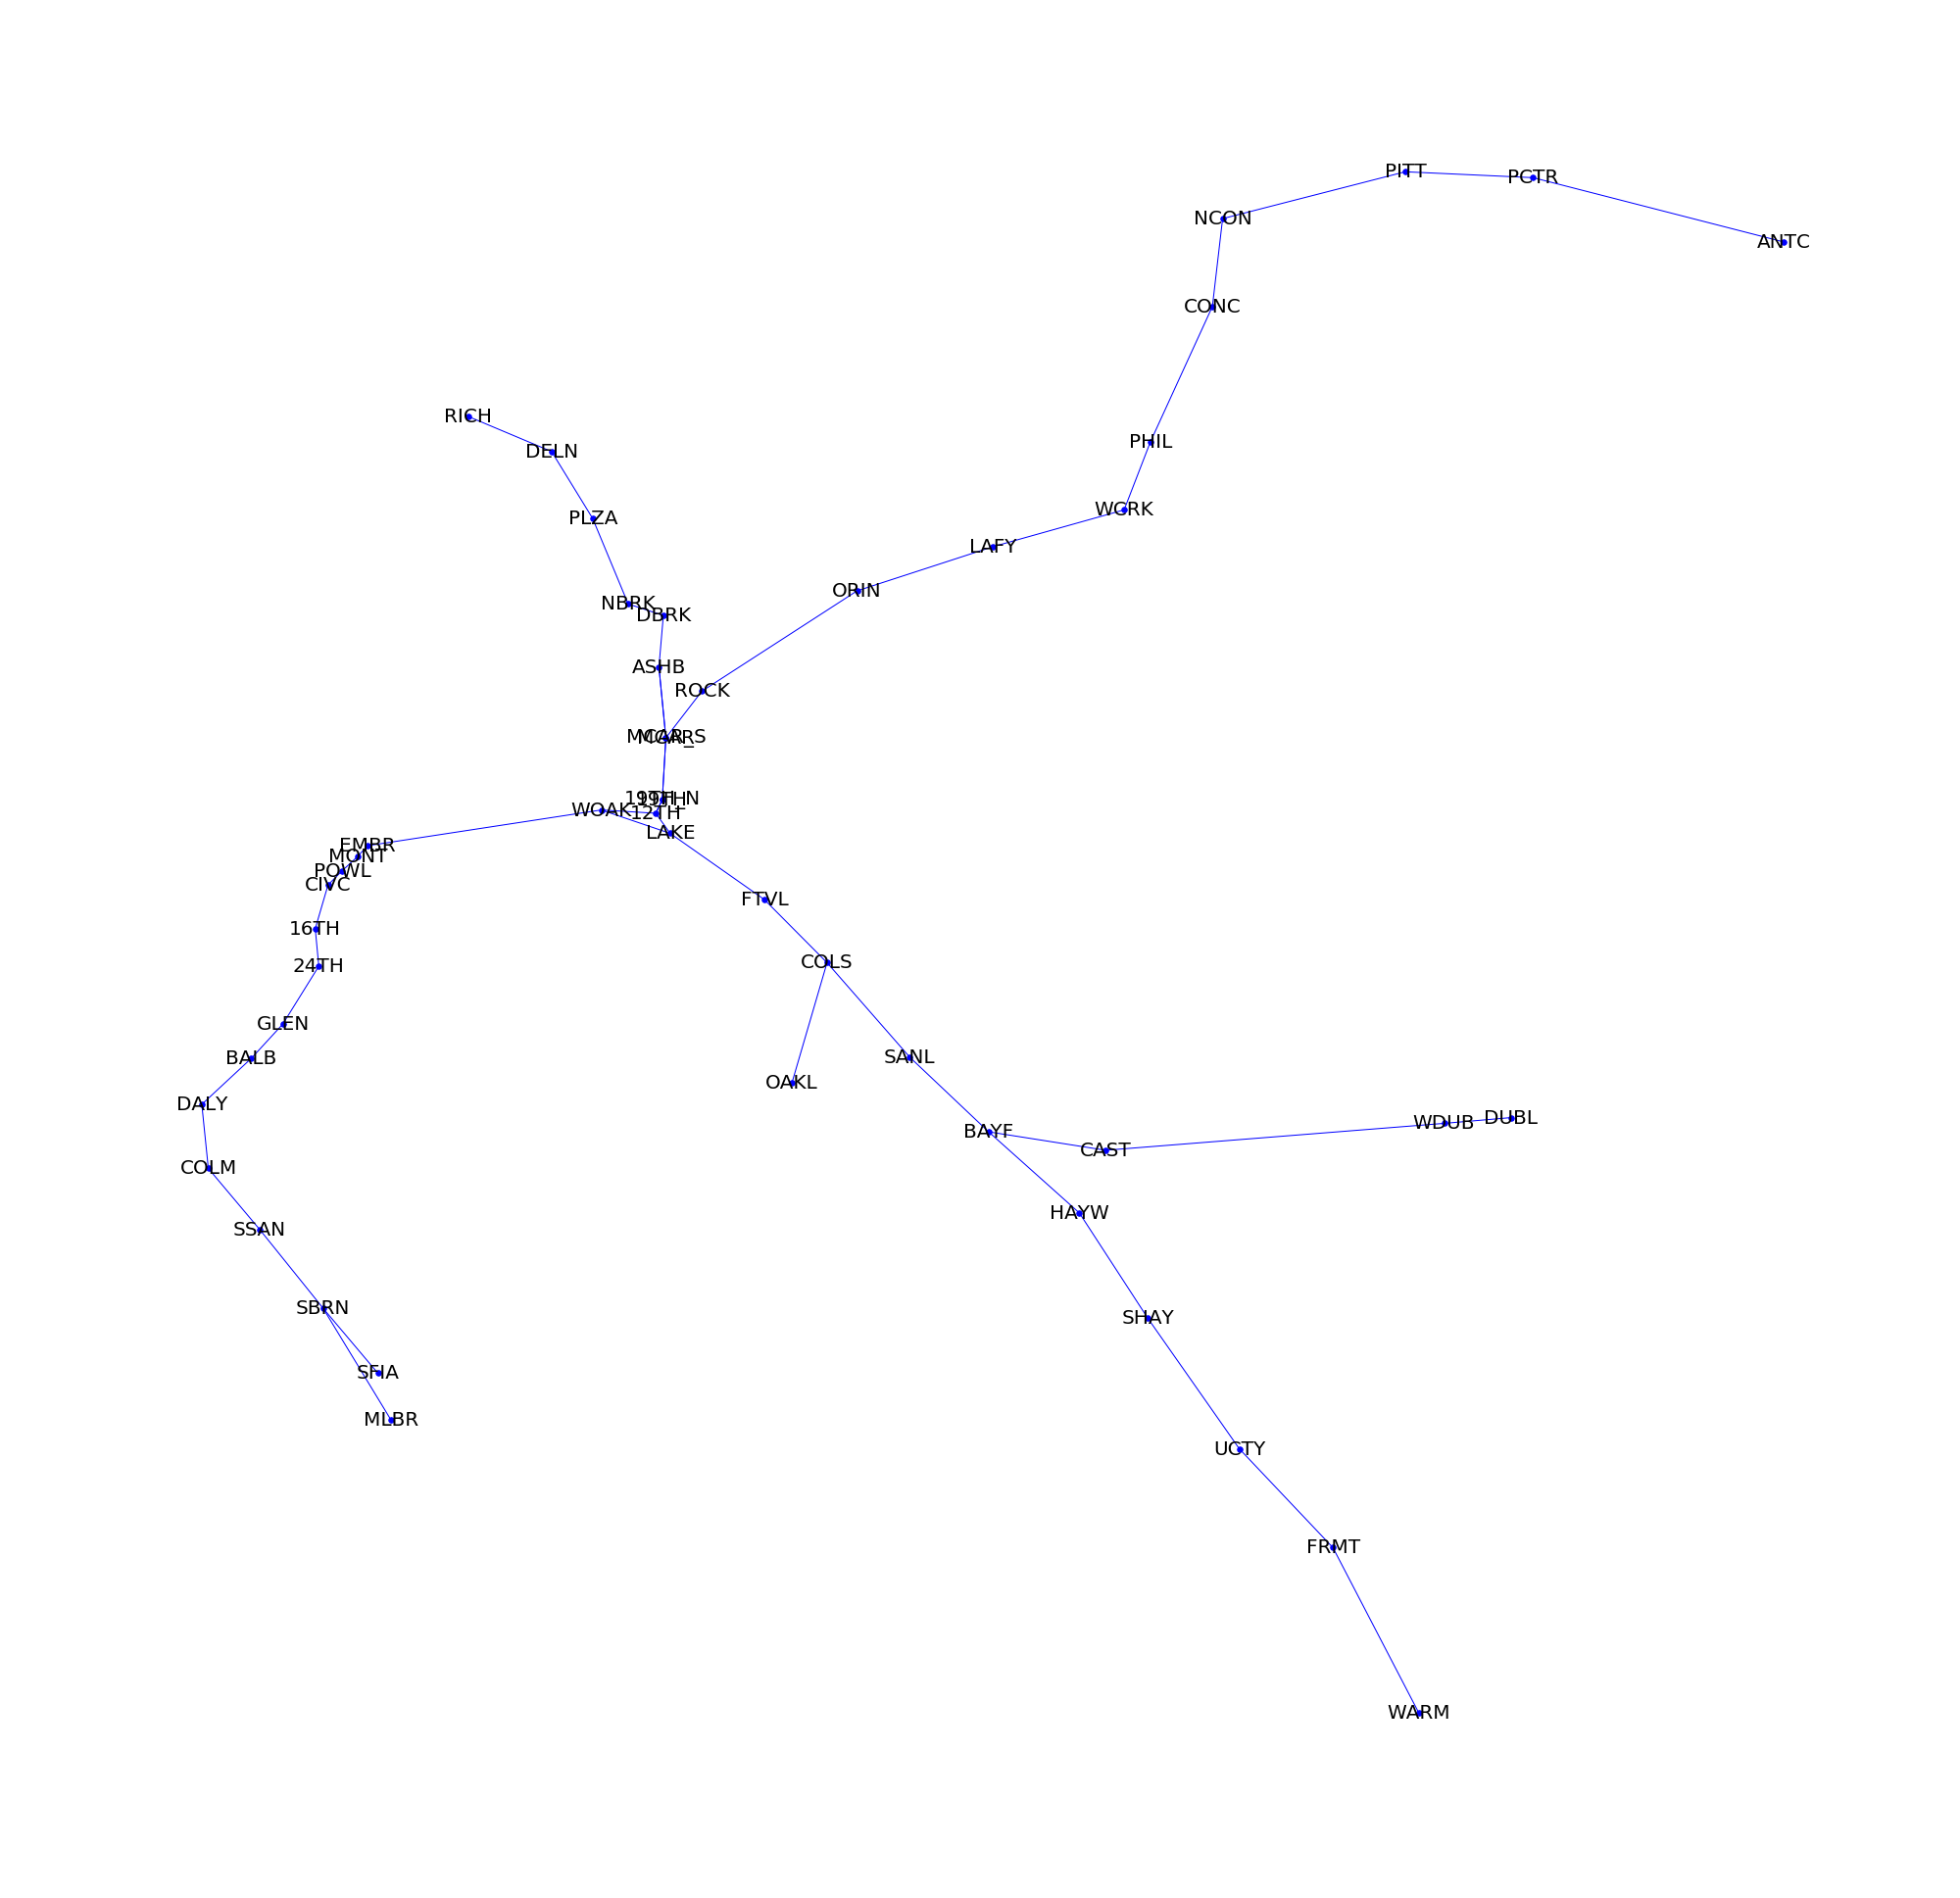 PITT
PCTR
NCON
ANTC
CONC
RICH
PHIL
DELN
WCRK
PLZA
LAFY
ORIN
NBRK
DBRK
ASHB
ROCK
MCAR_S
MCAR
19TH_N
19TH
WOAK
12TH
LAKE
EMBR
MONT
POWL
CIVC
FTVL
16TH
COLS
24TH
GLEN
SANL
BALB
OAKL
DALY
DUBL
WDUB
BAYF
CAST
COLM
HAYW
SSAN
SBRN
SHAY
SFIA
MLBR
UCTY
FRMT
WARM